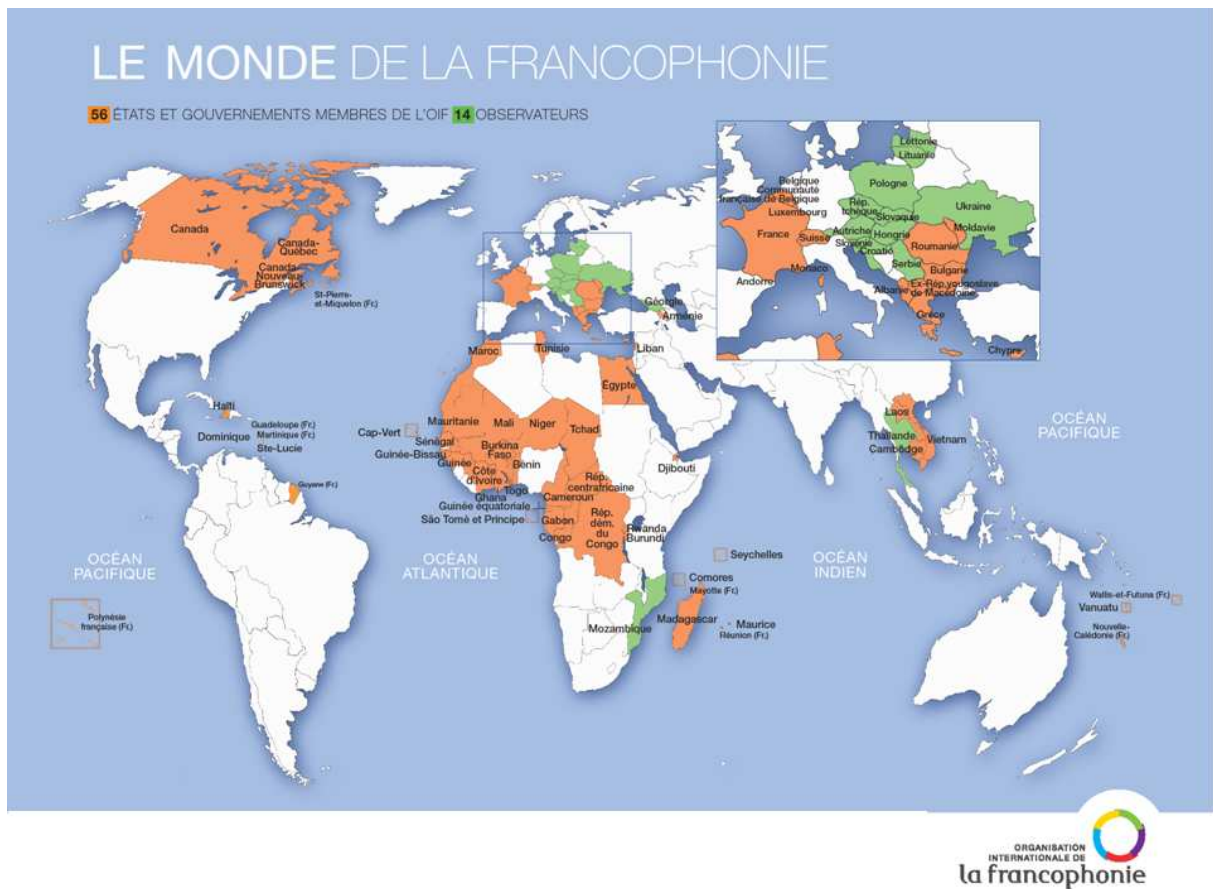 LE MONDE DE LA FRANCOPHONIE
56 ÉTATS ET GOUVERNEMENTS MEMBRES DE L'OIF 14 OBSERVATEURS
Canada
Canada-
Québec
Canada
Nouveau-
Brunswick
St-Pierre-
et-Miquelon (Fr.)
Haïti
Dominique
Guadeloupe (Fr.)
Martinique (Fr.)
Ste-Lucie
Guyane (Fr.)
OCÉAN
PACIFIQUE
Polynésie
française (Fr.)
OCÉAN
ATLANTIQUE
Géorgie
Arménie
Maroc
Tunisie
Liban
Égypte
Mauritanie
Mali
Niger
Tchad
Cap-Vert
Sénégal
Guinée-Bissau
Guinée
Burkina
Faso
Bénin
Côte
d'Ivoire
Togo
Ghana
Cameroun
Rép.
centrafricaine
Djibouti
Guinée équatoriale
São Tomé et Principe
Gabon
Congo
Rép.
dém.
du
Congo
Rwanda
Burundi
Seychelles
Comores
Mayotte (Fr.)
Madagascar
Maurice
Réunion (Fr.)
Mozambique
OCÉAN
INDIEN
Lettonie
Lituanie
Pologne
Belgique
Communauté
française de Belgique
Luxembourg
Rép.
tchèque
Slovaquie
Ukraine
France
Suisse
Autriche
Hongrie
Moldavie
Slovénie
Croatie
Roumanie
Monaco
Serbie
Bulgarie
Andorre
Albanie
Ex-Rép.yougoslave
de Macédoine
Grèce
Chypre
Laos
Thaïlande
Vietnam
Cambodge
OCÉAN
PACIFIQUE
Wallis-et-Futuna (Fr.)
Vanuatu
Nouvelle-
Calédonie (Fr.)
ORGANISATION
INTERNATIONALE DE
la francophonie